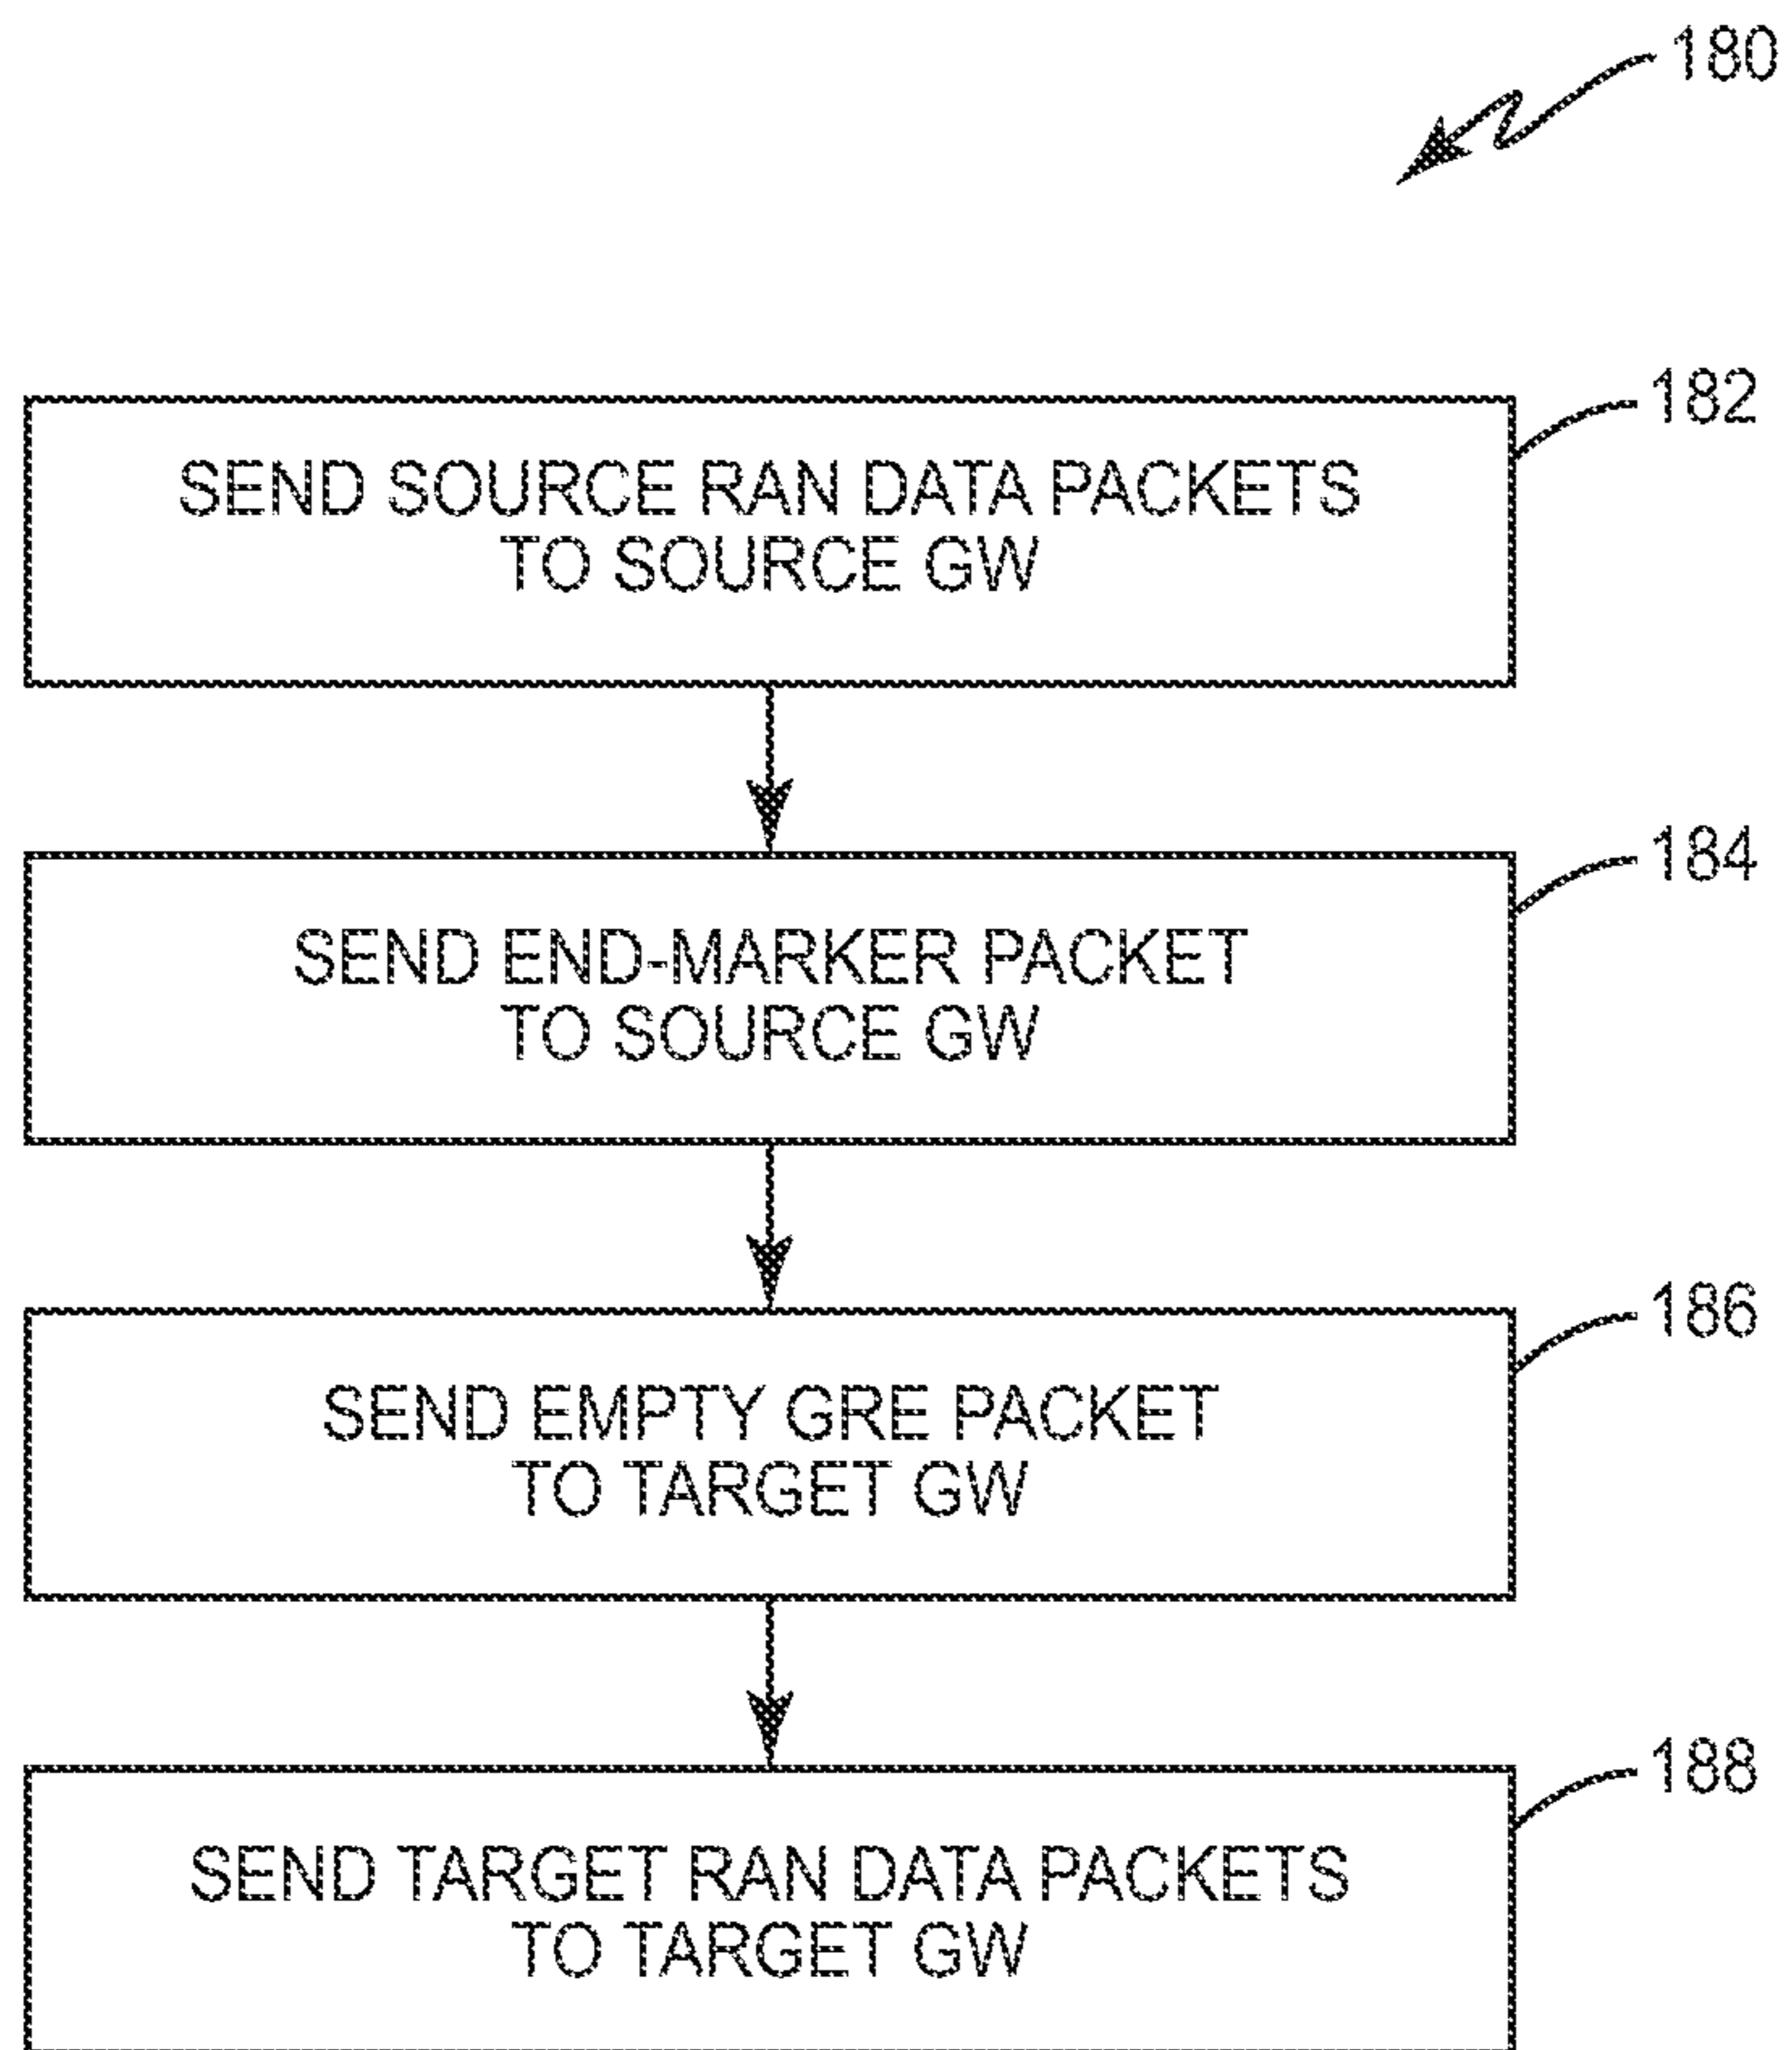 180
182
SEND SOURCE RAN DATA PACKETS
TO SOURCE GW
184
SEND END-MARKER PACKET
TO SOURCE GW
186
SEND EMPTY GRE PACKET
TO TARGET GW
188
SEND TARGET RAN DATA PACKETS
TO TARGET GW